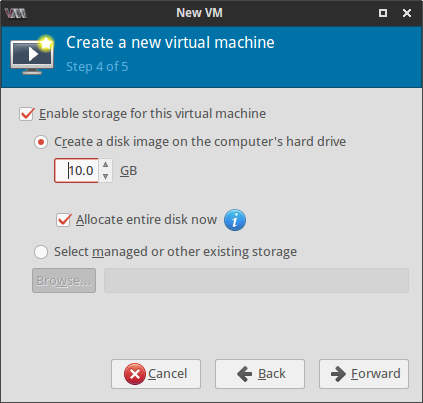 New VM
Create a new virtual machine
Step 4 of 5
Enable storage for this virtual machine
Create a disk image on the computer's hard drive
10.0 GB
Allocate entire disk now
Select managed or other existing storage
Browse...
Cancel Back Forward